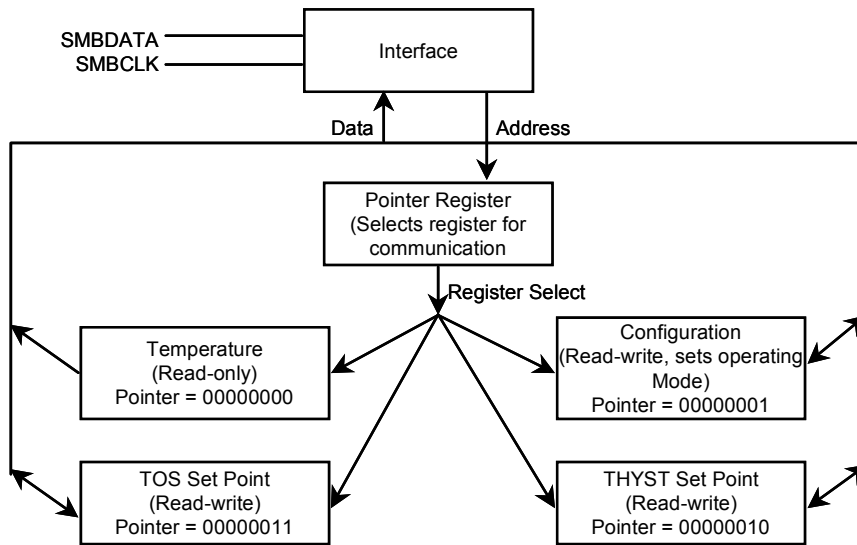 SMBDATA
SMBCLK
Interface
Data
Address
Pointer Register
(Selects register for
communication
Register Select
Temperature
(Read-only)
Pointer = 00000000
Configuration
(Read-write, sets operating
Mode)
Pointer = 00000001
TOS Set Point
(Read-write)
Pointer = 00000011
THYST Set Point
(Read-write)
Pointer = 00000010